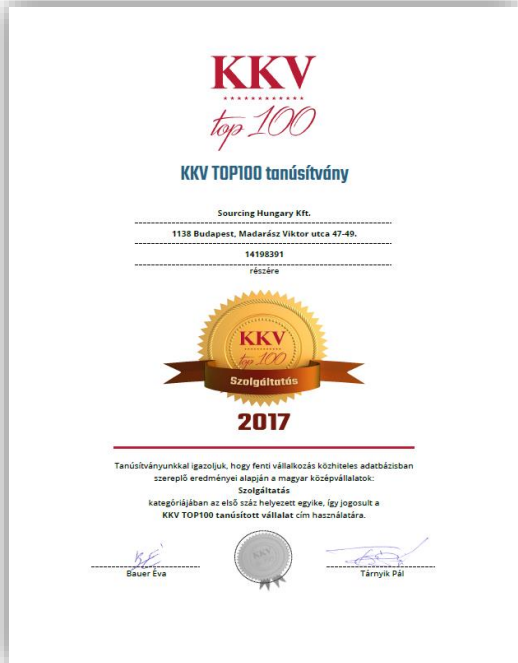 KKV
top 100
KKV TOP100 tanúsítvány
Sourcing Hungary Kft.
1138 Budapest, Madarász Viktor utca 47-49.
14198391
részére
KKV
top 100
Szolgáltatás
2017
Tanúsítványunkkal igazoljuk, hogy fenti vállalkozás közhiteles adatbázisban
szereplő eredményei alapján a magyar középvállalatok:
Szolgáltatás
kategóriájában az első száz helyezett egyike, így jogosult a
KKV TOP100 tanúsított vállalat cím használatára.
KKV
Bauer Éva
Tárnyik Pál